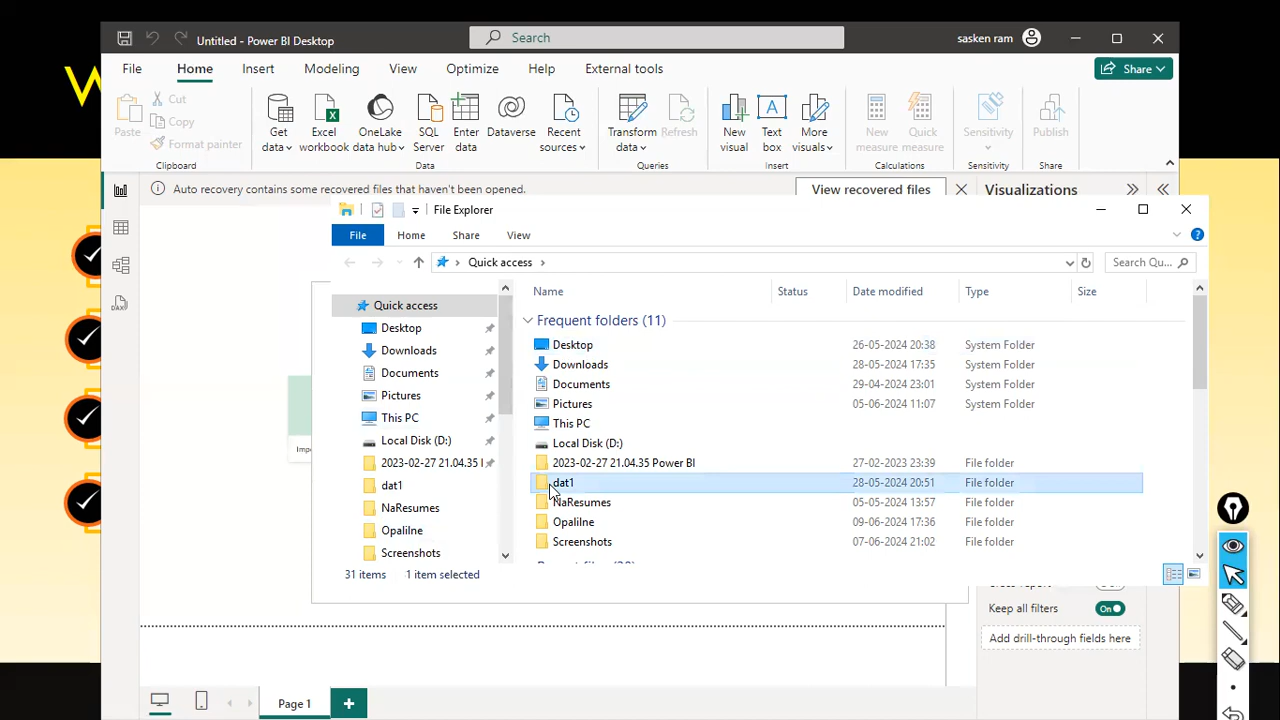 W
Untitled - Power BI Desktop
Search
sasken ram
File Home Insert Modeling View Optimize Help External tools
Share
Paste
Cut
Copy
Format painter
Clipboard
Get data
Excel workbook
OneLake data hub
SQL Server
Enter data
Dataverse
Recent sources
Data
Transform data
Refresh
Queries
New visual
Text box
More visuals
Insert
New measure
Quick measure
Calculations
Sensitivity
Sensitivity
Publish
Share
Auto recovery contains some recovered files that haven't been opened.
View recovered files
Visualizations
File Explorer
File Home Share View
Quick access
Search Qu...
Quick access
Desktop
Downloads
Documents
Pictures
This PC
Local Disk (D:)
2023-02-27 21.04.35 I
dat1
NaResumes
Opalilne
Screenshots
Name Status Date modified Type Size
Frequent folders (11)
Desktop 26-05-2024 20:38 System Folder
Downloads 28-05-2024 17:35 System Folder
Documents 29-04-2024 23:01 System Folder
Pictures 05-06-2024 11:07 System Folder
This PC
Local Disk (D:)
2023-02-27 21.04.35 Power BI 27-02-2023 23:39 File folder
dat1 28-05-2024 20:51 File folder
NaResumes 05-05-2024 13:57 File folder
Opalilne 09-06-2024 17:36 File folder
Screenshots 07-06-2024 21:02 File folder
31 items 1 item selected
DAX
Impo
Keep all filters
On
Add drill-through fields here
Page 1